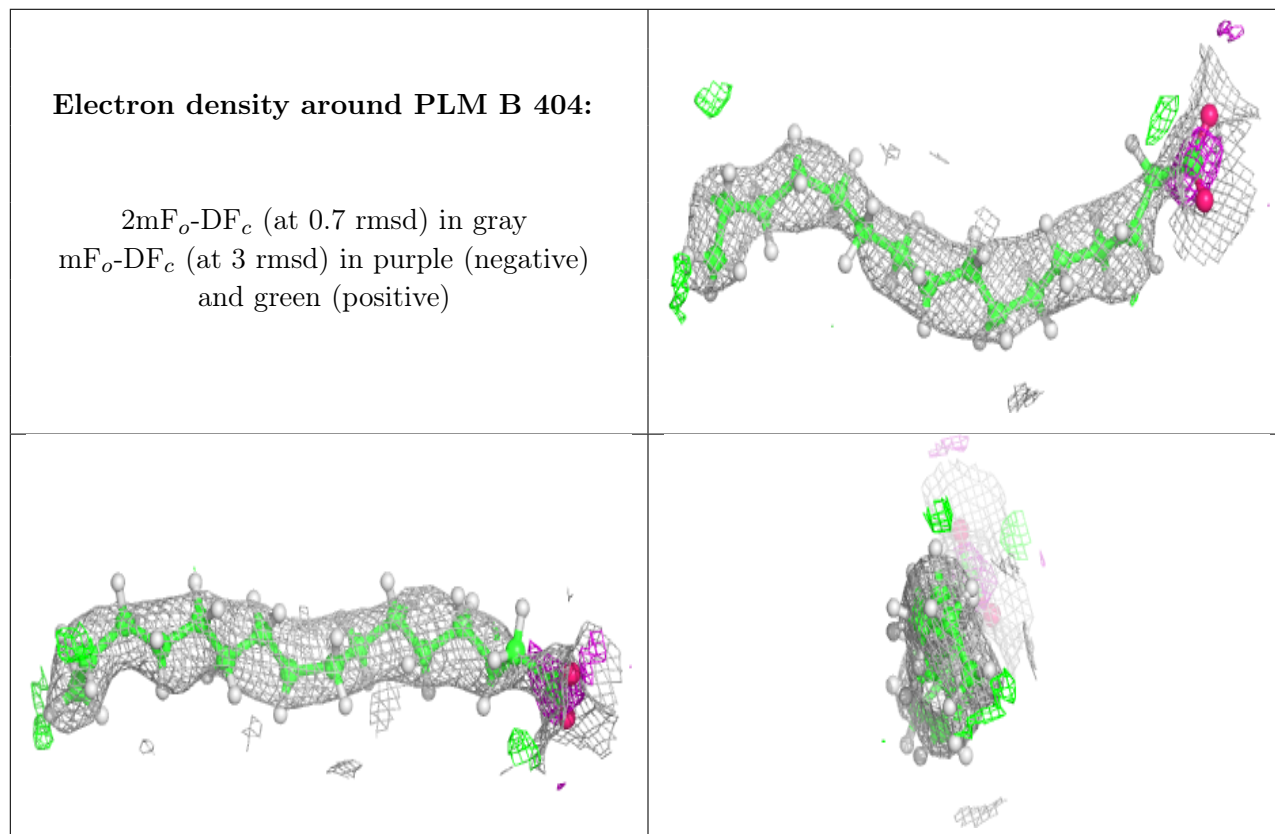 Electron density around PLM B 404:
2mFo-DFc (at 0.7 rmsd) in gray
mFo-DFc (at 3 rmsd) in purple (negative)
and green (positive)